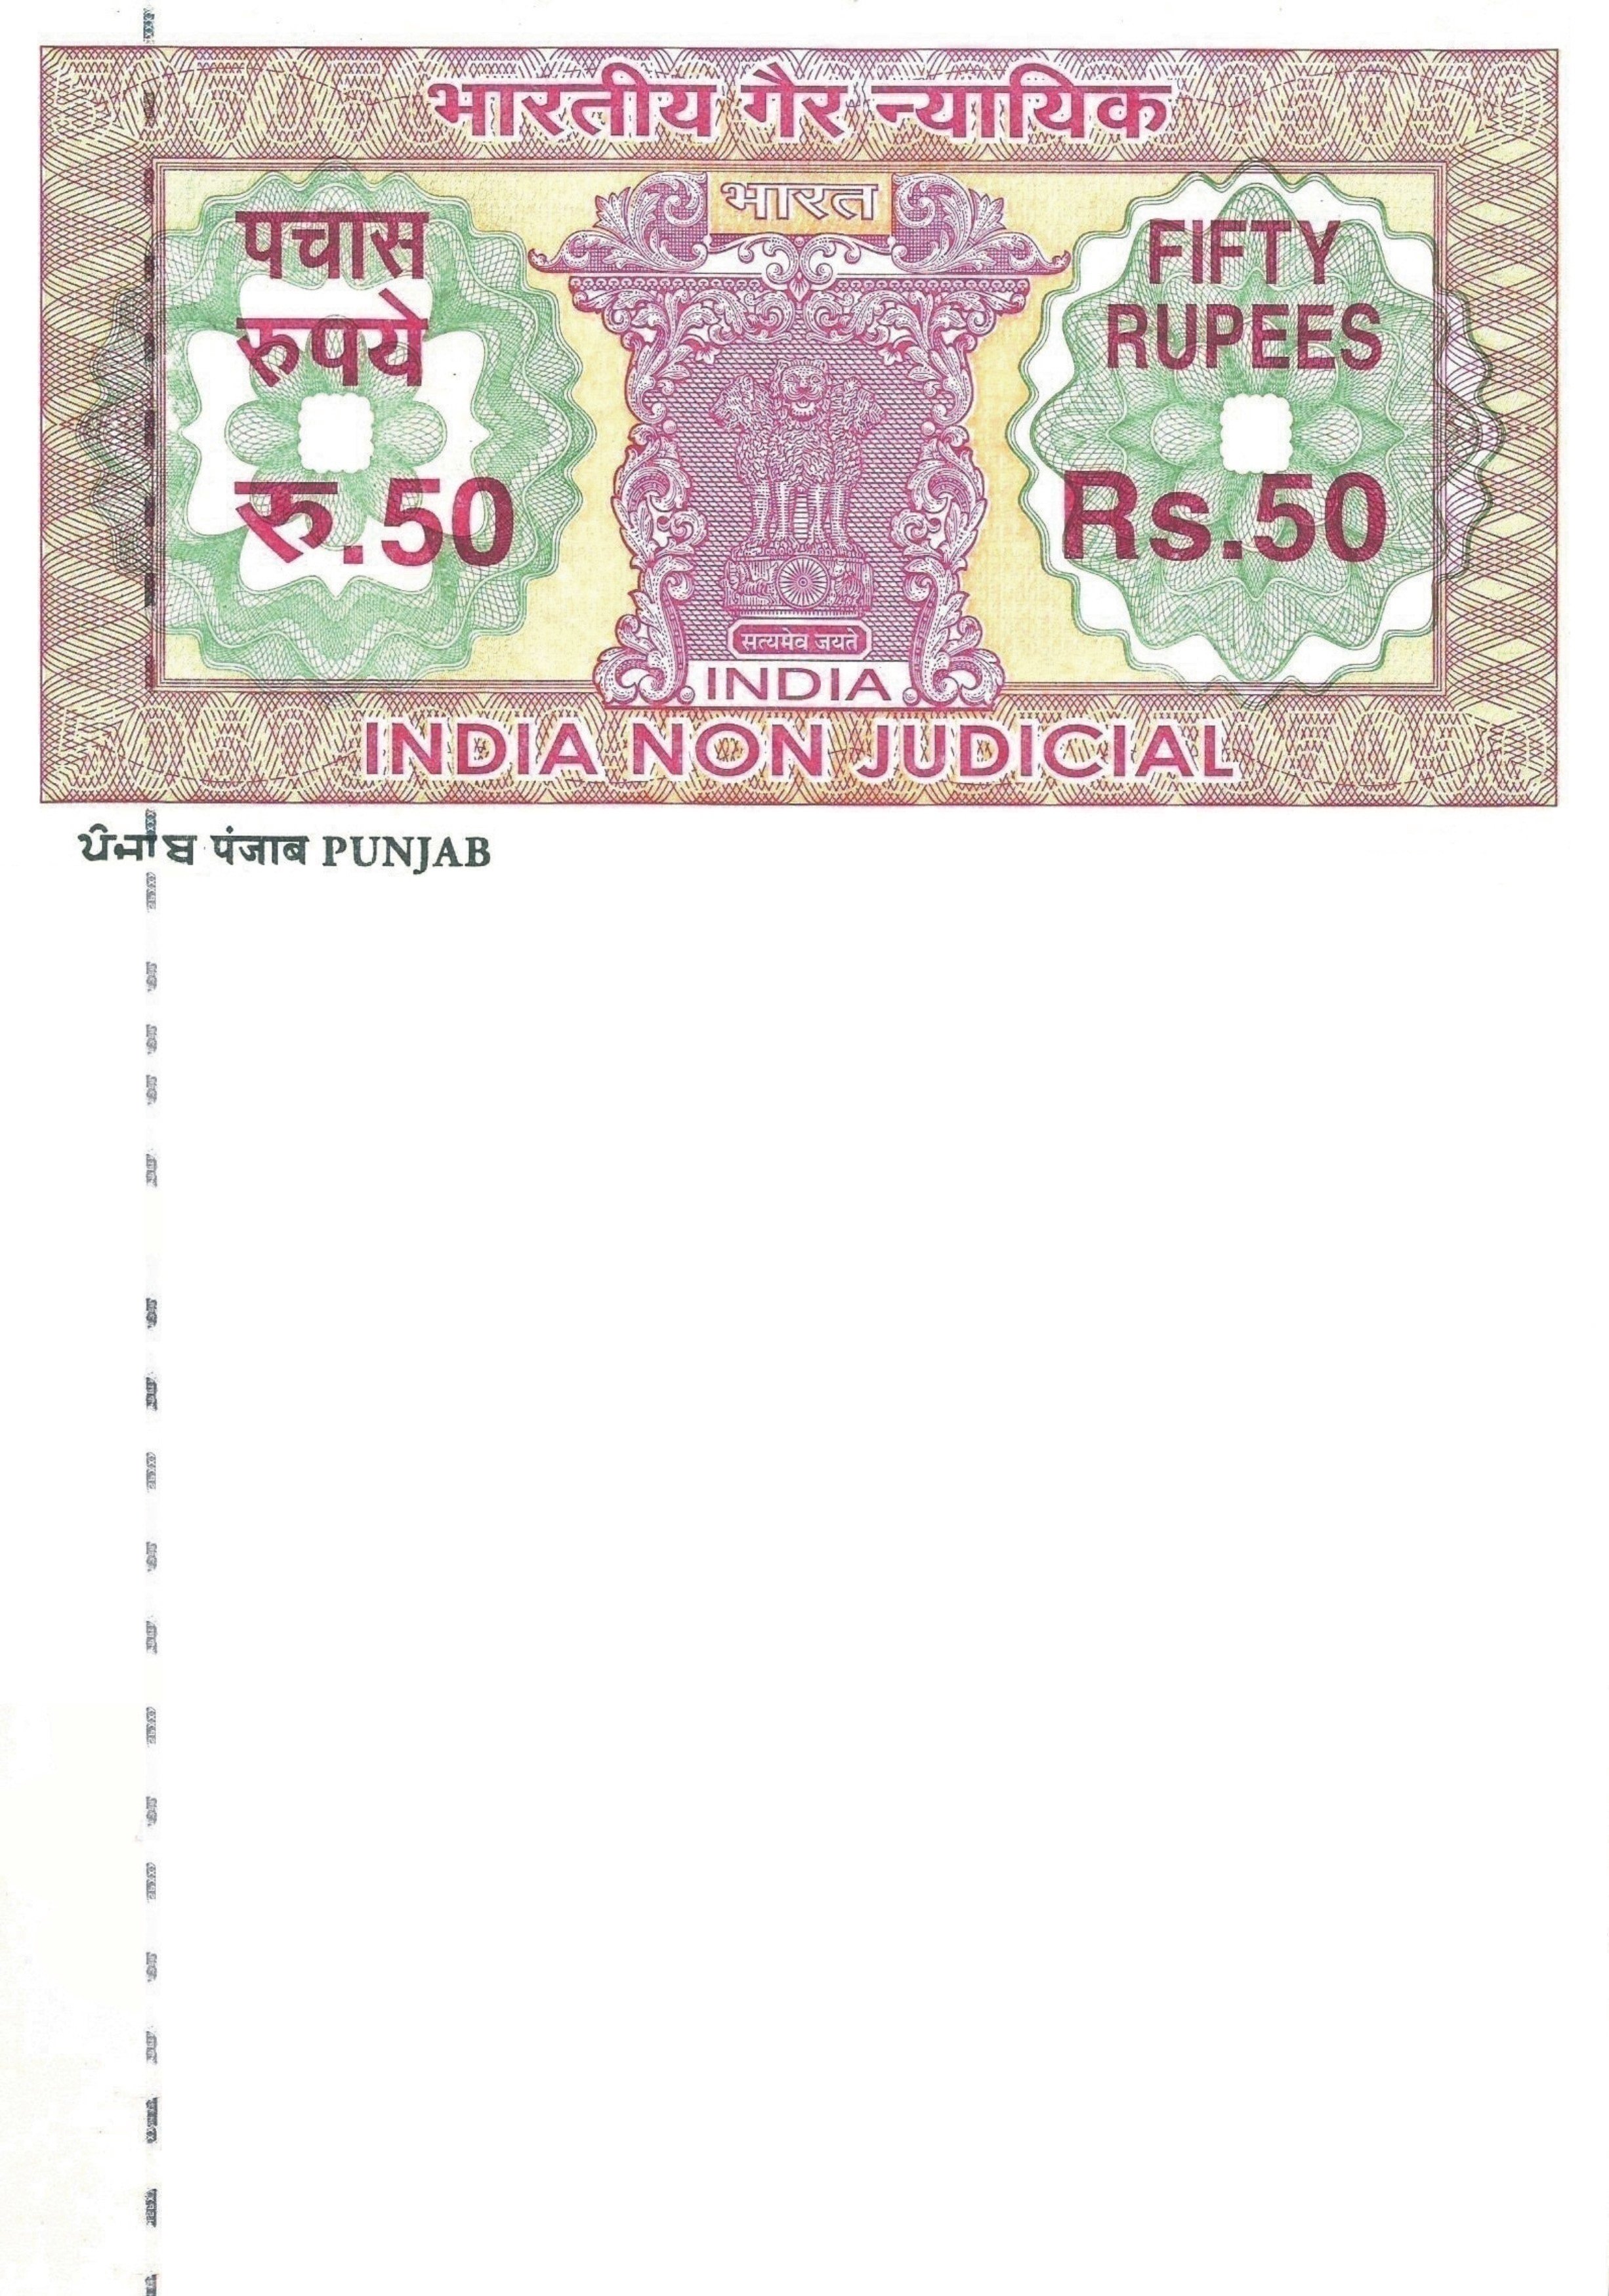 भारतीय गैर न्यायिक
भारत
पचास
रुपये
रु.50
FIFTY
RUPEES
Rs.50
सत्यमेव जयते
INDIA
INDIA NON JUDICIAL
ਪੰਜਾਬ पंजाब PUNJAB